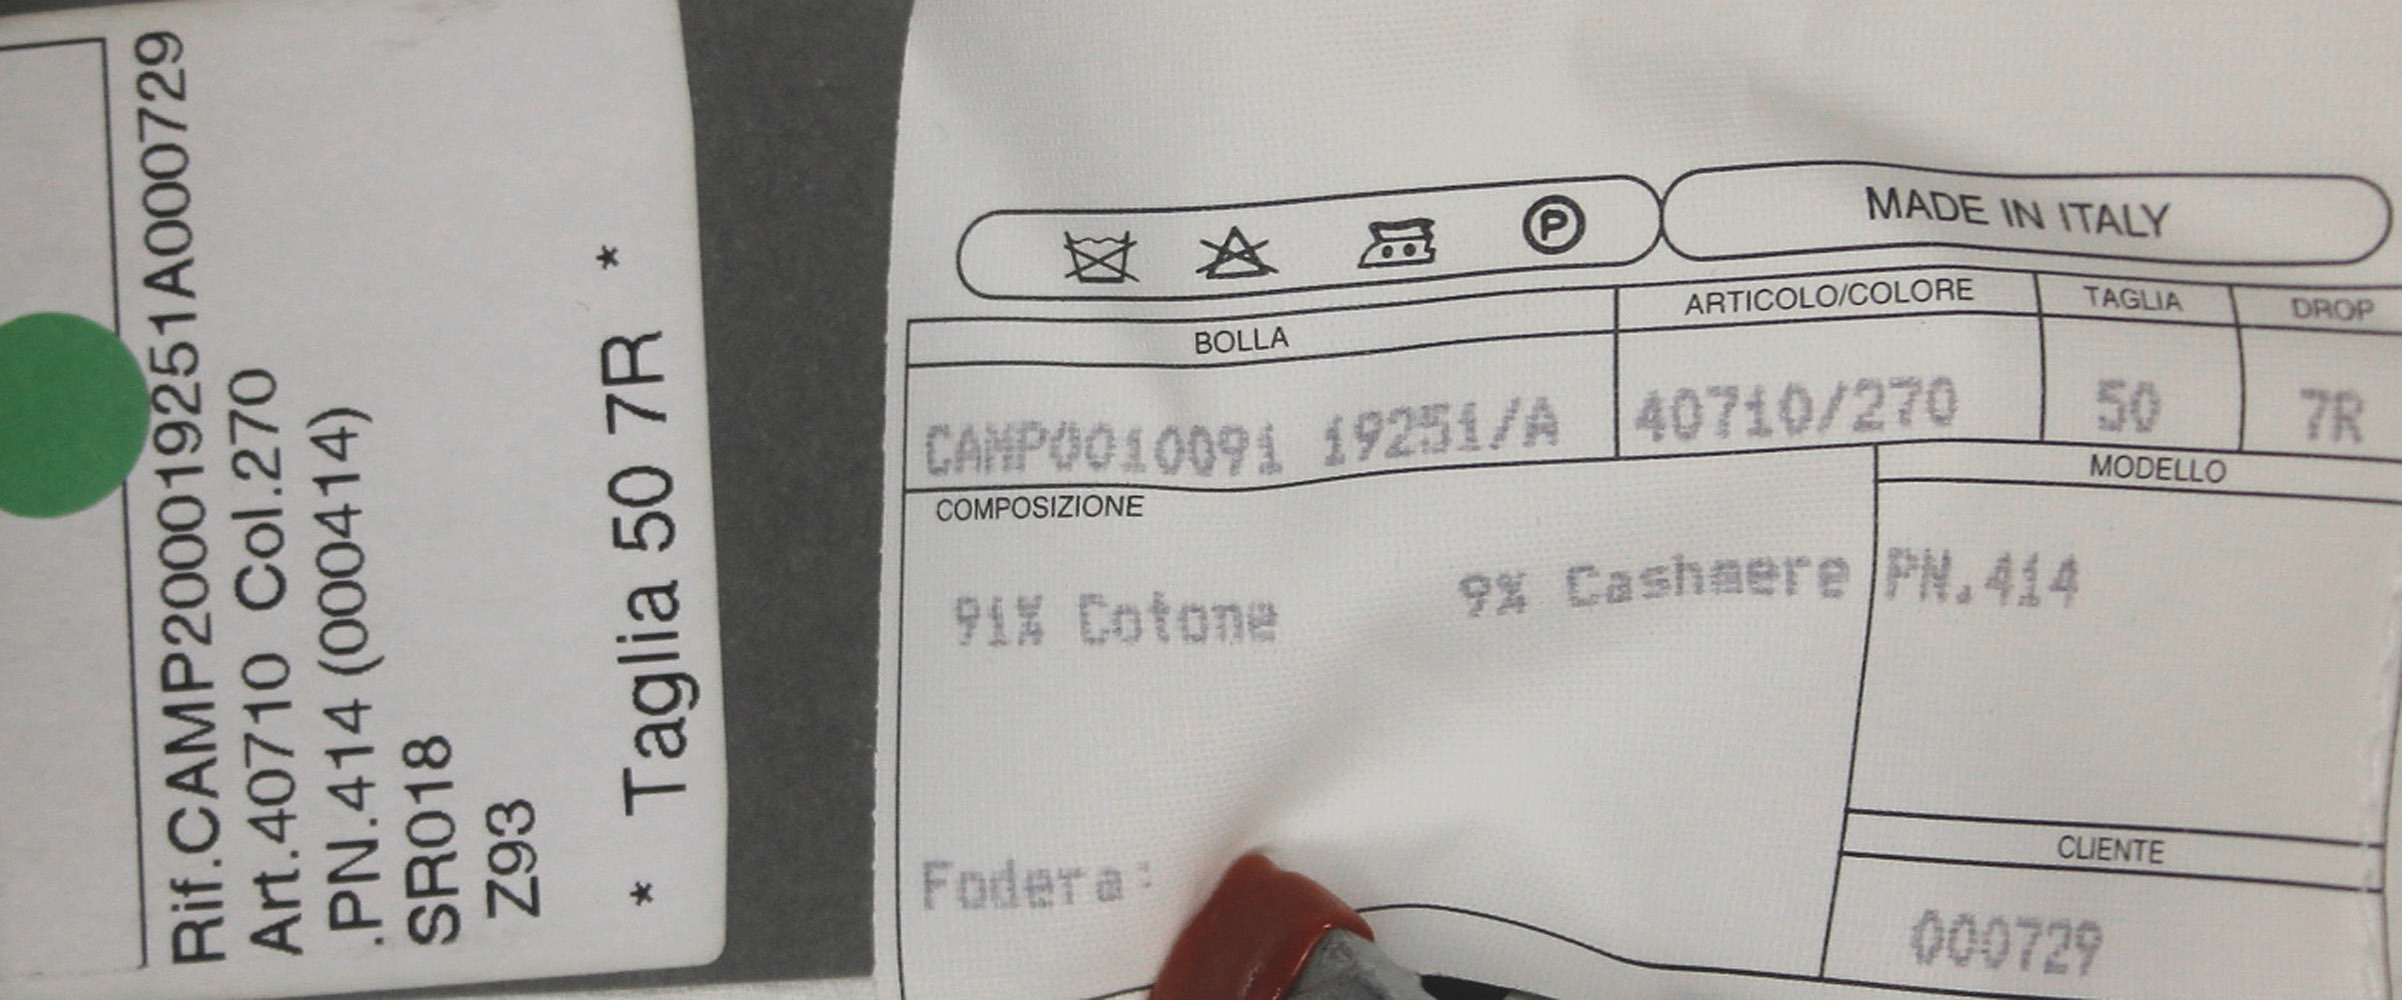 Rif.CAMP200019251A000729
Art.40710 Col.270
.PN.414 (000414)
SR018
Z93
* Taglia 50 7R *
P
MADE IN ITALY
BOLLA ARTICOLO/COLORE TAGLIA DROP
CAMP0010091 19251/A 40710/270 50 7R
COMPOSIZIONE MODELLO
91% Cotone 9% Cashmere PN.414
CLIENTE
Fodera: 000729